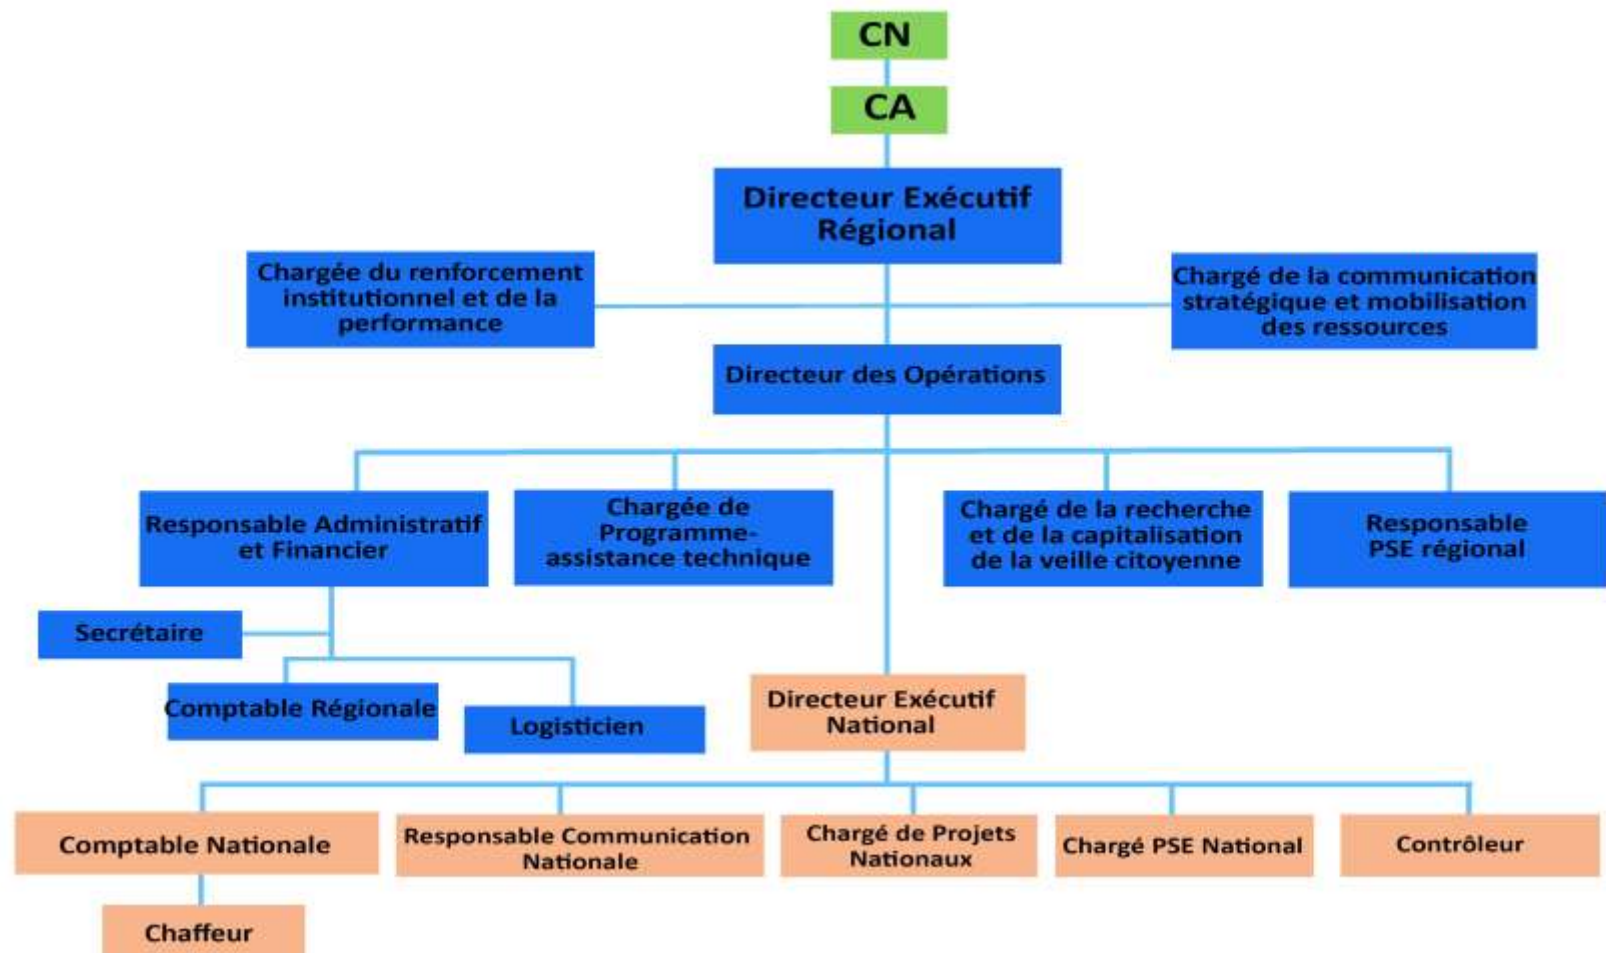 CN
CA
Directeur Exécutif
Régional
Chargée du renforcement
institutionnel et de la
performance
Chargé de la communication
stratégique et mobilisation
des ressources
Directeur des Opérations
Responsable Administratif
et Financier
Chargée de
Programme-
assistance technique
Chargé de la recherche
et de la capitalisation
de la veille citoyenne
Responsable
PSE régional
Secrétaire
Comptable Régionale
Logisticien
Directeur Exécutif
National
Comptable Nationale
Responsable Communication
Nationale
Chargé de Projets
Nationaux
Chargé PSE National
Contrôleur
Chaffeur